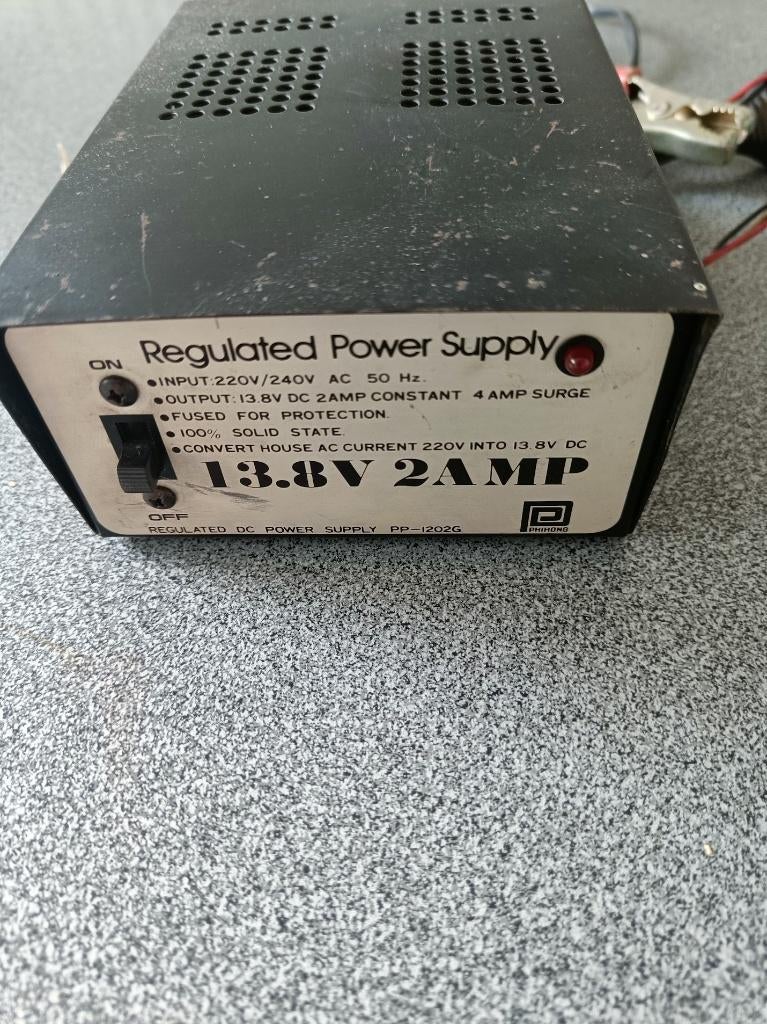 ON
Regulated Power Supply
•INPUT:220V/240V AC 50 Hz.
•OUTPUT: 13.8V DC 2AMP CONSTANT 4 AMP SURGE
•FUSED FOR PROTECTION.
•100% SOLID STATE.
•CONVERT HOUSE AC CURRENT 220V INTO 13.8V DC
13.8V 2AMP
OFF
REGULATED DC POWER SUPPLY PP-1202G
PHIHONG